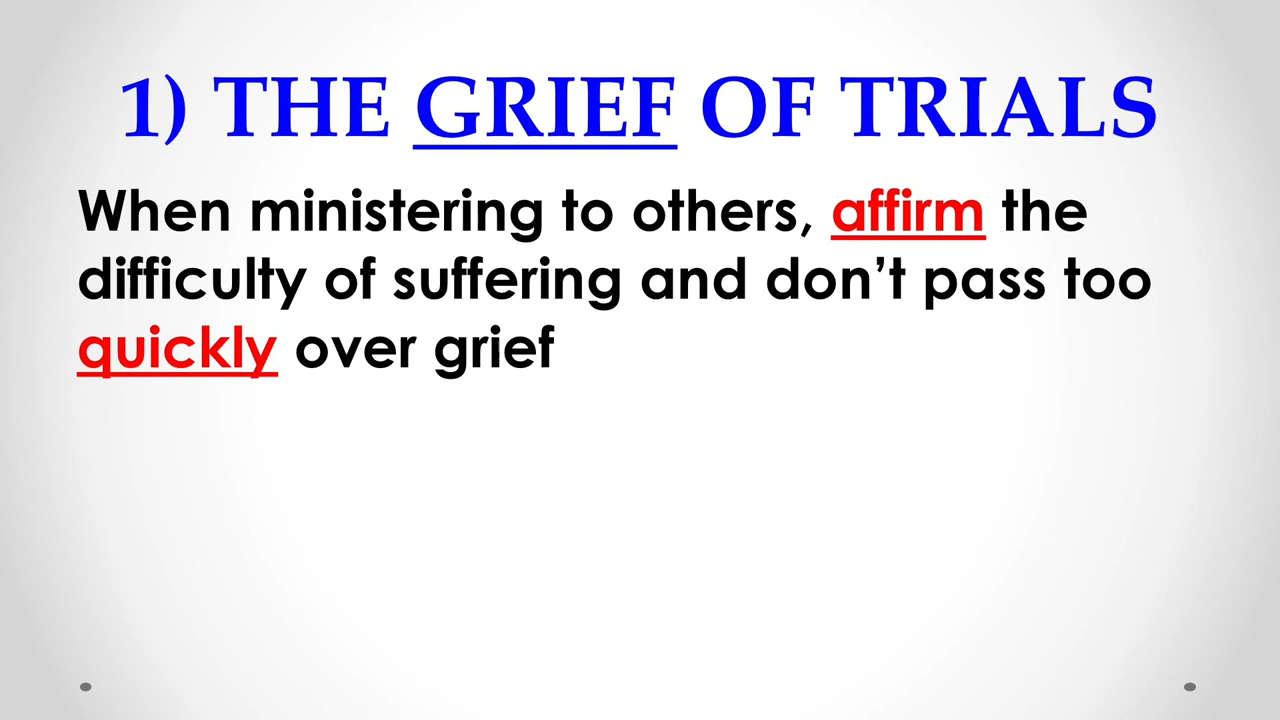 1) THE GRIEF OF TRIALS
When ministering to others, affirm the
difficulty of suffering and don’t pass too
quickly over grief